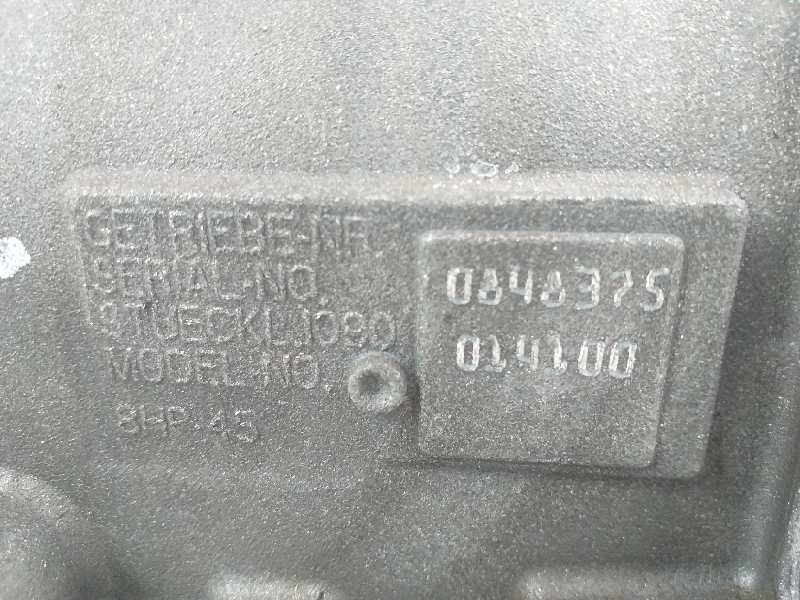 GETRIEBE-NR.
SERIAL-NO.
0848375
STUECKL.1090
014100
MODEL-NO.
8HP-45